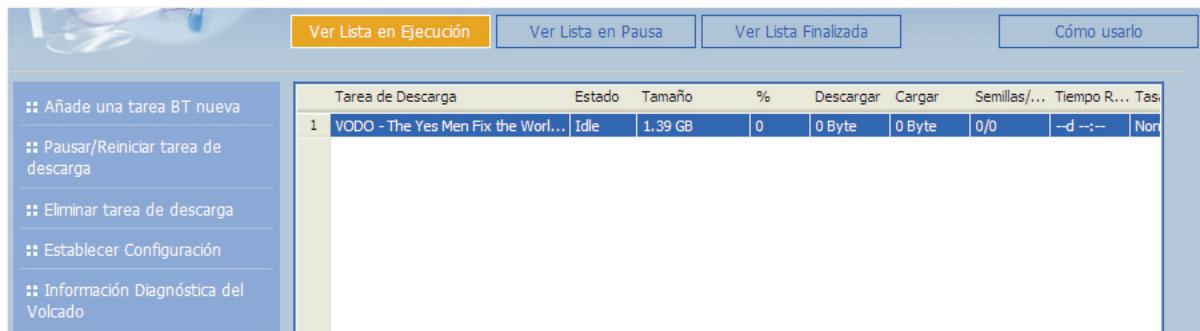 Ver Lista en Ejecución Ver Lista en Pausa Ver Lista Finalizada Cómo usarlo
Añade una tarea BT nueva
Pausar/Reiniciar tarea de
descarga
Eliminar tarea de descarga
Establecer Configuración
Información Diagnóstica del
Volcado
Tarea de Descarga Estado Tamaño % Descargar Cargar Semillas/... Tiempo R... Tasa
1 VODO - The Yes Men Fix the Worl... Idle 1.39 GB 0 0 Byte 0 Byte 0/0 --d --:-- Non